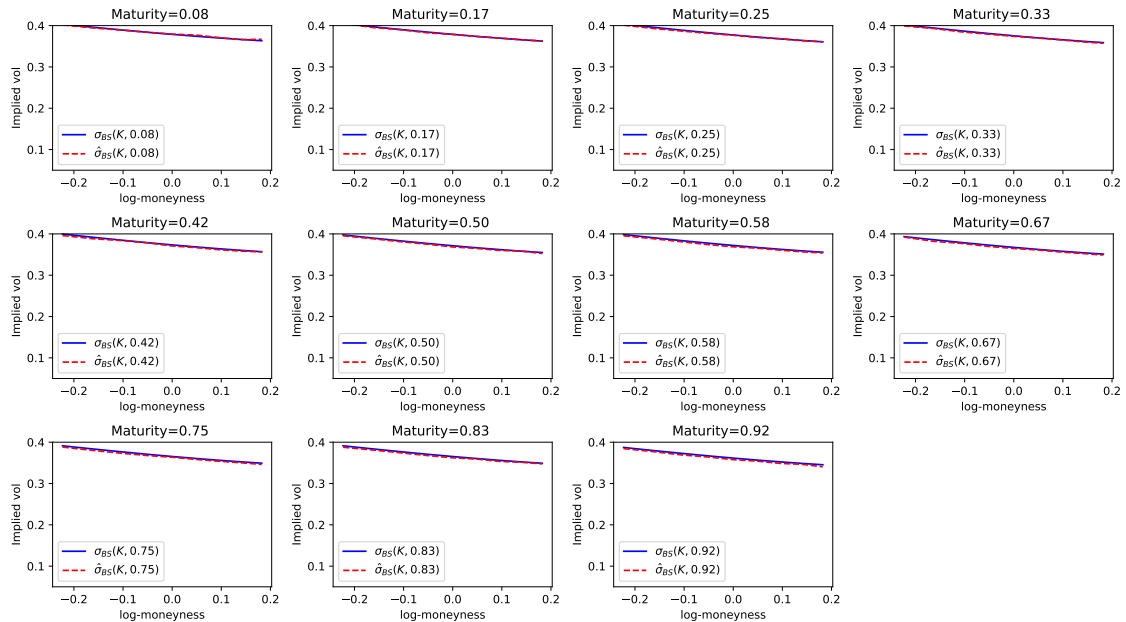 Maturity=0.08
Implied vol
0.4
0.3
0.2
0.1
σBS(K, 0.08)
σ̂BS(K, 0.08)
−0.2 −0.1 0.0 0.1 0.2
log-moneyness
Maturity=0.17
Implied vol
0.4
0.3
0.2
0.1
σBS(K, 0.17)
σ̂BS(K, 0.17)
−0.2 −0.1 0.0 0.1 0.2
log-moneyness
Maturity=0.25
Implied vol
0.4
0.3
0.2
0.1
σBS(K, 0.25)
σ̂BS(K, 0.25)
−0.2 −0.1 0.0 0.1 0.2
log-moneyness
Maturity=0.33
Implied vol
0.4
0.3
0.2
0.1
σBS(K, 0.33)
σ̂BS(K, 0.33)
−0.2 −0.1 0.0 0.1 0.2
log-moneyness
Maturity=0.42
Implied vol
0.4
0.3
0.2
0.1
σBS(K, 0.42)
σ̂BS(K, 0.42)
−0.2 −0.1 0.0 0.1 0.2
log-moneyness
Maturity=0.50
Implied vol
0.4
0.3
0.2
0.1
σBS(K, 0.50)
σ̂BS(K, 0.50)
−0.2 −0.1 0.0 0.1 0.2
log-moneyness
Maturity=0.58
Implied vol
0.4
0.3
0.2
0.1
σBS(K, 0.58)
σ̂BS(K, 0.58)
−0.2 −0.1 0.0 0.1 0.2
log-moneyness
Maturity=0.67
Implied vol
0.4
0.3
0.2
0.1
σBS(K, 0.67)
σ̂BS(K, 0.67)
−0.2 −0.1 0.0 0.1 0.2
log-moneyness
Maturity=0.75
Implied vol
0.4
0.3
0.2
0.1
σBS(K, 0.75)
σ̂BS(K, 0.75)
−0.2 −0.1 0.0 0.1 0.2
log-moneyness
Maturity=0.83
Implied vol
0.4
0.3
0.2
0.1
σBS(K, 0.83)
σ̂BS(K, 0.83)
−0.2 −0.1 0.0 0.1 0.2
log-moneyness
Maturity=0.92
Implied vol
0.4
0.3
0.2
0.1
σBS(K, 0.92)
σ̂BS(K, 0.92)
−0.2 −0.1 0.0 0.1 0.2
log-moneyness